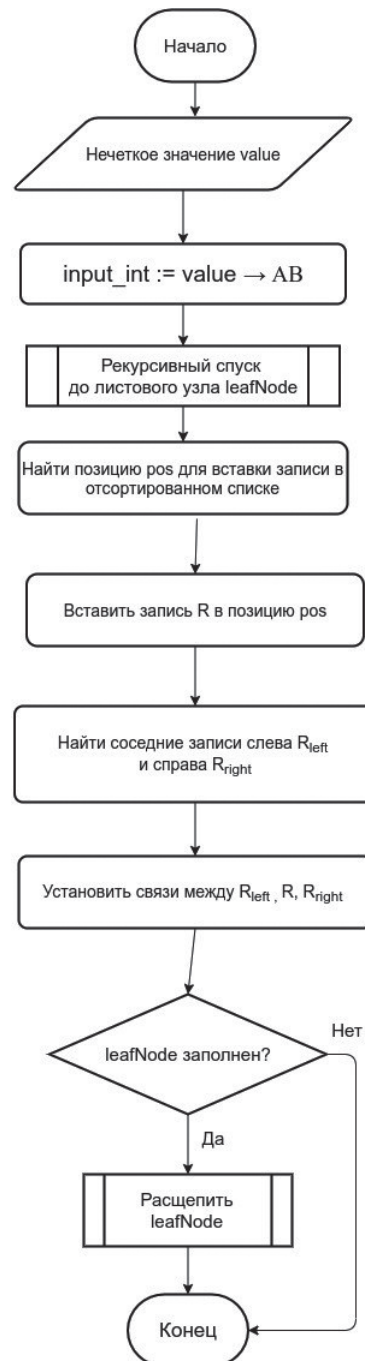 Начало
Нечеткое значение value
input_int := value → AB
Рекурсивный спуск
до листового узла leafNode
Найти позицию pos для вставки записи в
отсортированном списке
Вставить запись R в позицию pos
Найти соседние записи слева Rleft
и справа Rright
Установить связи между Rleft , R, Rright
leafNode заполнен?
Нет
Да
Расщепить
leafNode
Конец